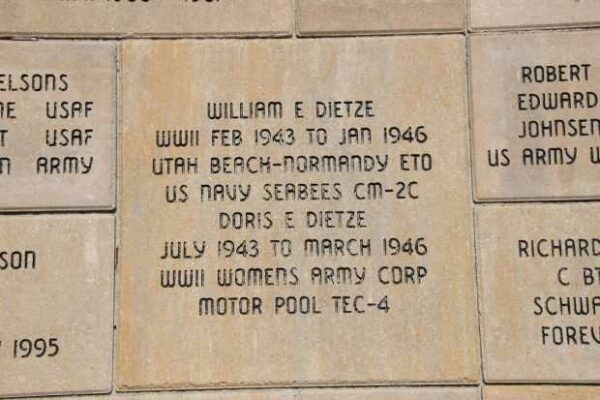 ELSONS
USAF
USAF
ARMY
SON
1995
WILLIAM E DIETZE
WWII FEB 1943 TO JAN 1946
UTAH BEACH-NORMANDY ETO
US NAVY SEABEES CM-2C
DORIS E DIETZE
JULY 1943 TO MARCH 1946
WWII WOMENS ARMY CORP
MOTOR POOL TEC-4
ROBERT
EDWARD
JOHNSEN
US ARMY W
RICHARD
C BT
SCHWA
FOREV